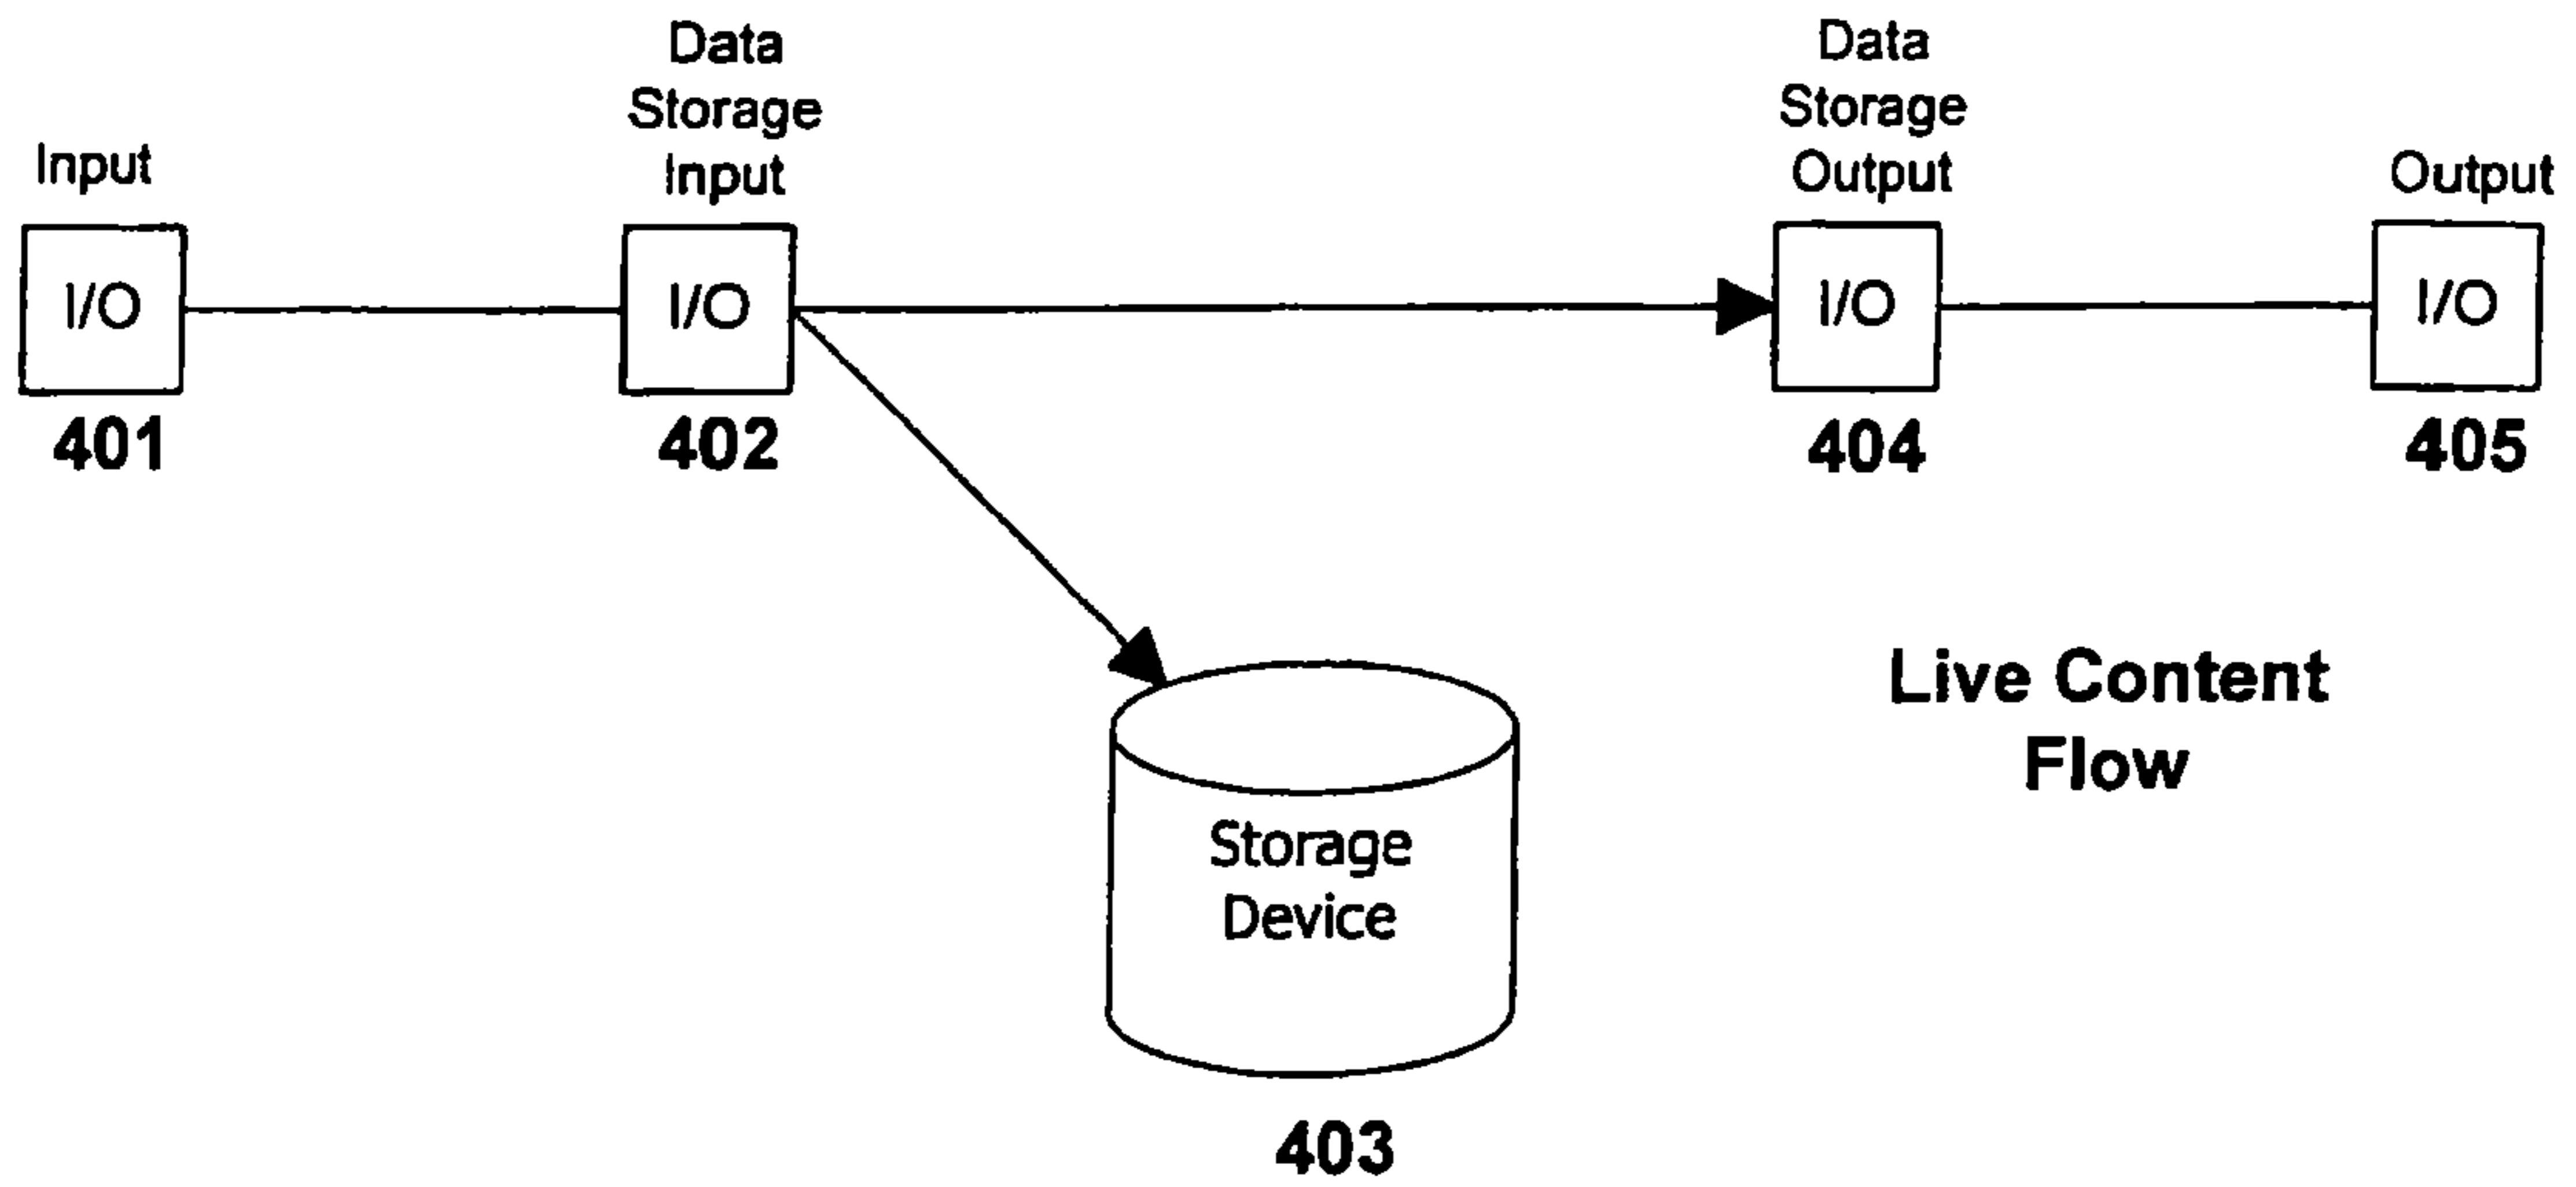 Input
I/O
401
Data
Storage
Input
I/O
402
Data
Storage
Output
I/O
404
Output
I/O
405
Storage
Device
403
Live Content
Flow